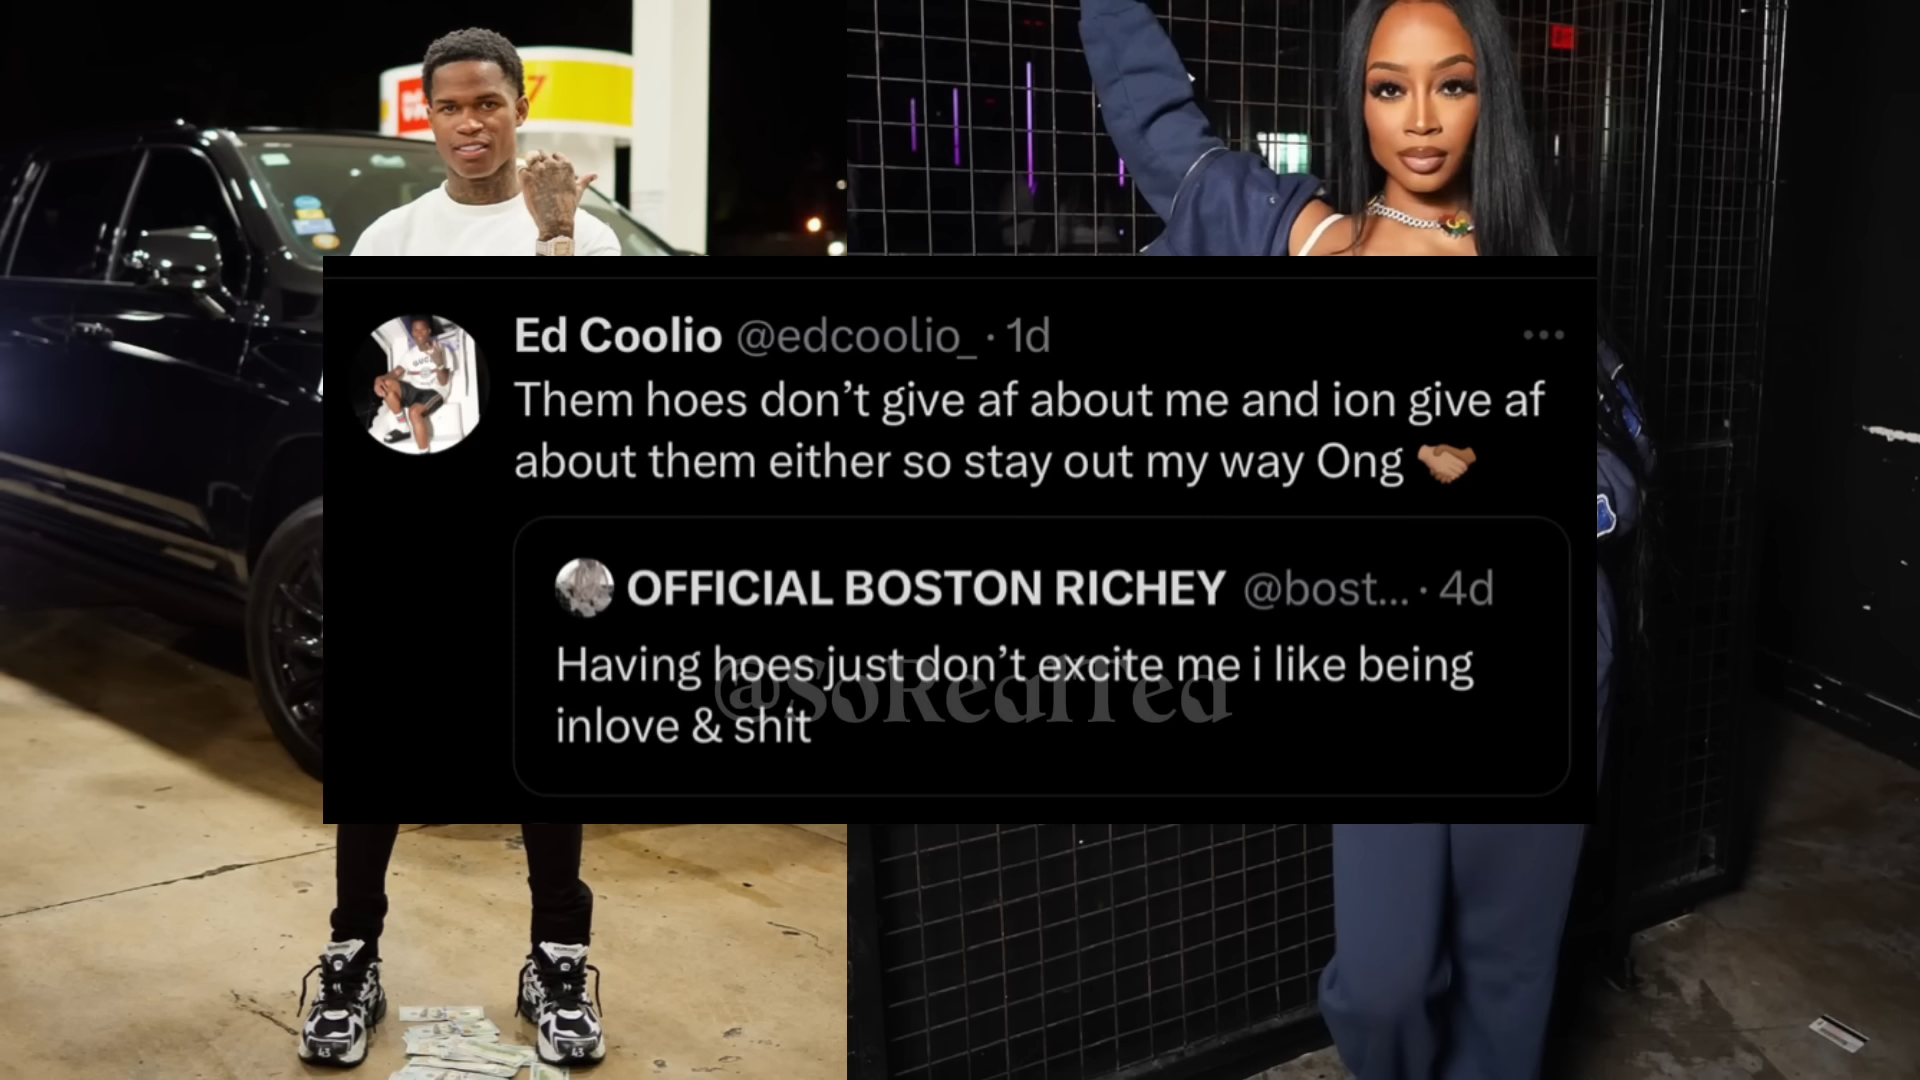 Ed Coolio @edcoolio_ · 1d
Them hoes don’t give af about me and ion give af
about them either so stay out my way Ong 🤝🏽
OFFICIAL BOSTON RICHEY @bost... · 4d
Having hoes just don’t excite me i like being
inlove & shit
@SoRealTea